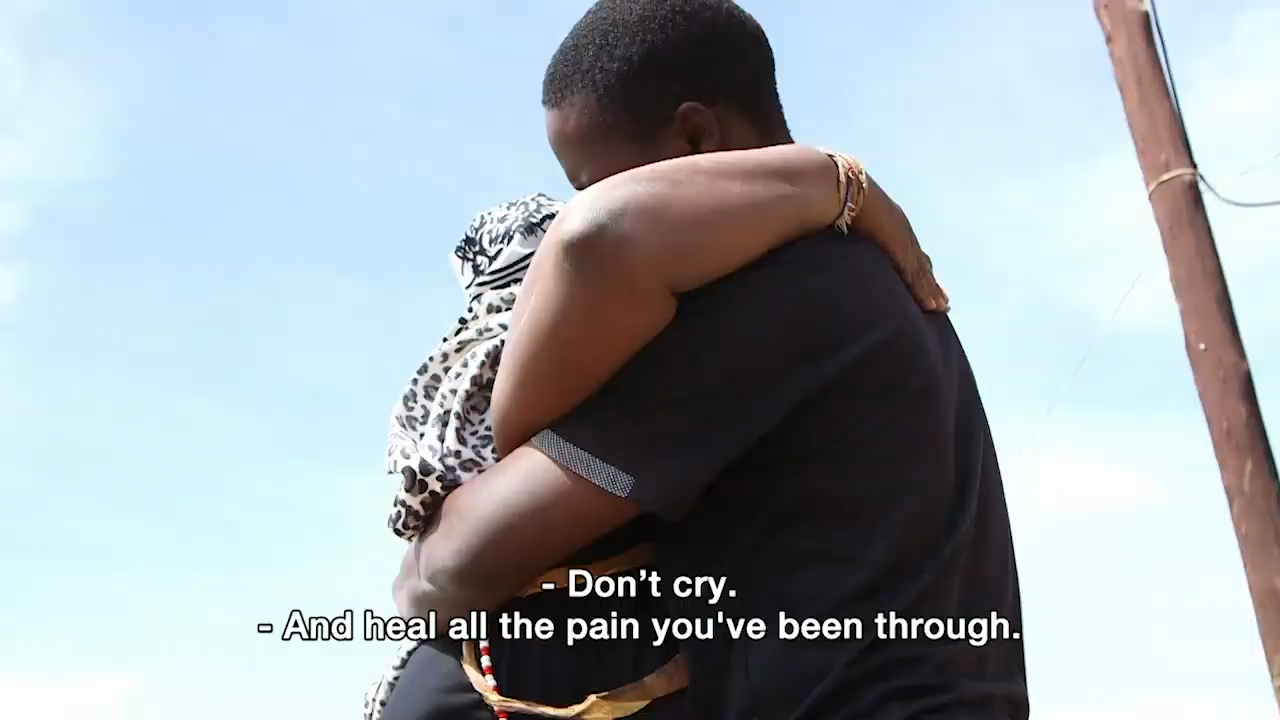 - Don’t cry.
- And heal all the pain you've been through.